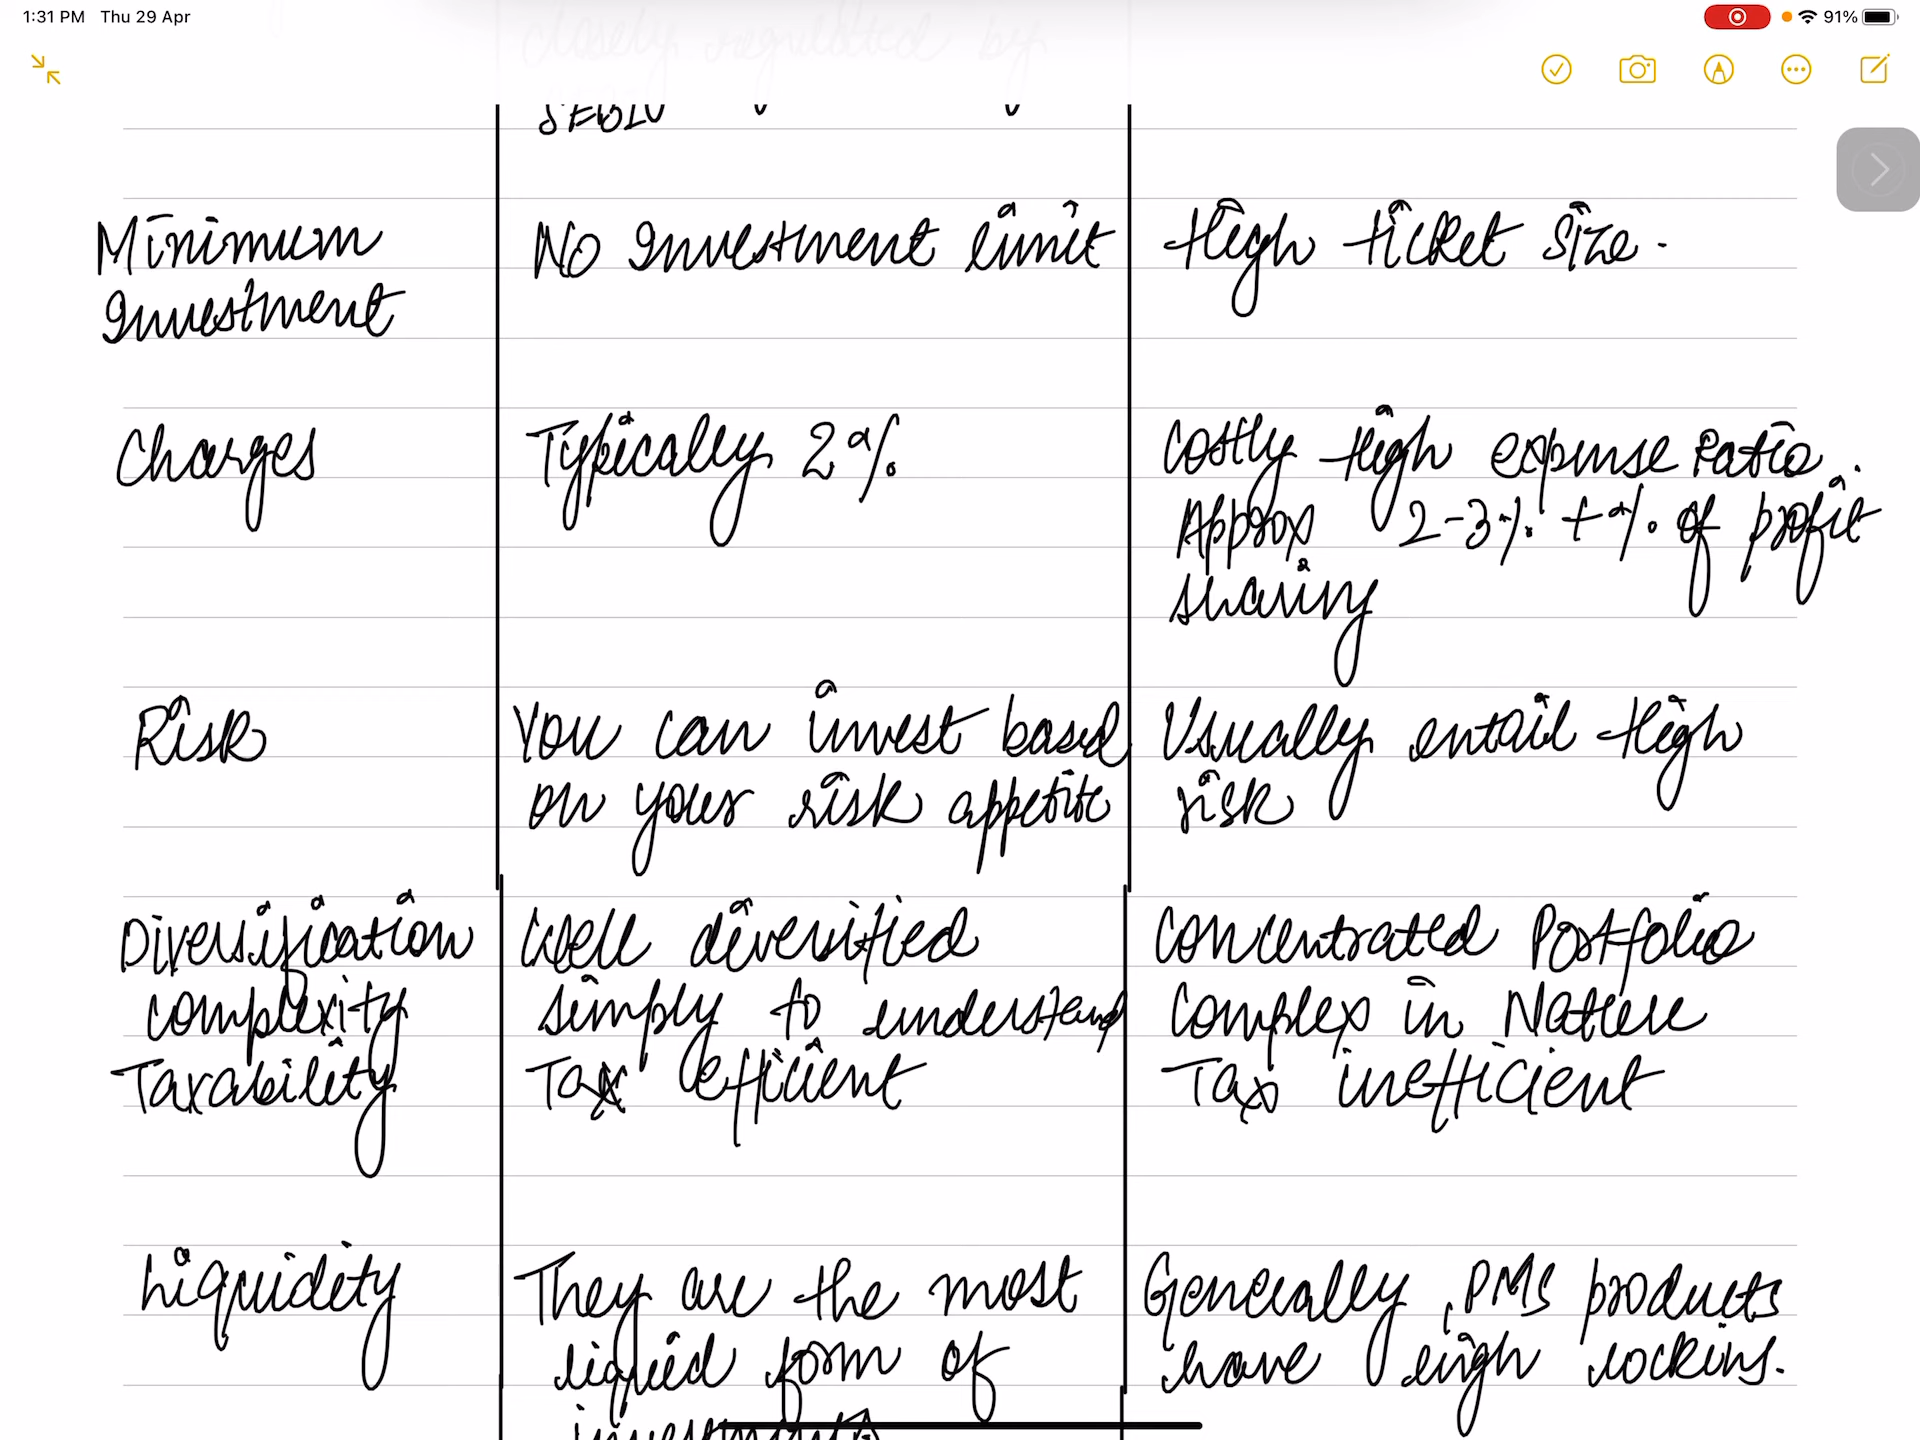 1:31 PM Thu 29 Apr
91%
closely regulated by
Minimum No Investment limit High ticket size.
Investment
Charges Typically 2% Costly High expense ratio.
Approx 2-3% + % of profit
sharing
Risk You can invest based Usually entail High
on your risk appetite risk
Diversification Well diversified Concentrated Portfolio
complexity simply to understand Complex in Nature
Taxability Tax efficient Tax inefficient
Liquidity They are the most Generally, PMS products
liquid form of have high lockins.